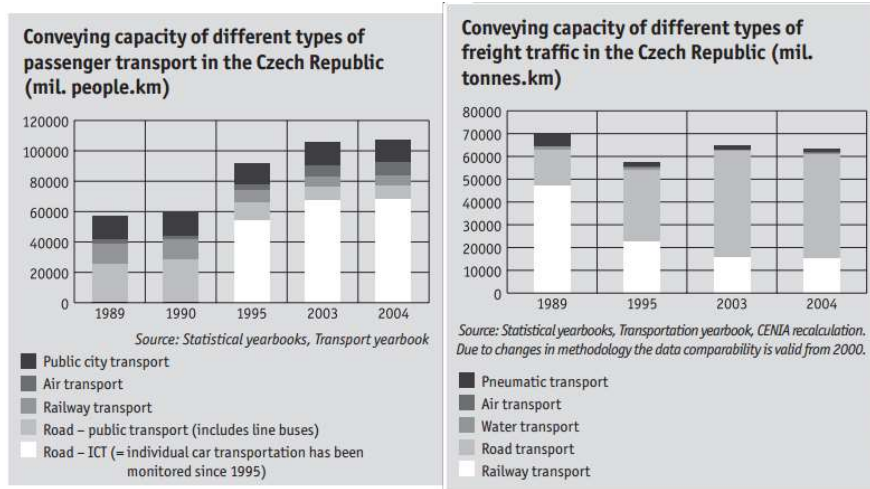 Conveying capacity of different types of
passenger transport in the Czech Republic
(mil. people.km)
120000
100000
80000
60000
40000
20000
0
1989 1990 1995 2003 2004
Source: Statistical yearbooks, Transport yearbook
Public city transport
Air transport
Railway transport
Road – public transport (includes line buses)
Road – ICT (= individual car transportation has been
monitored since 1995)
Conveying capacity of different types of
freight traffic in the Czech Republic (mil.
tonnes.km)
80000
70000
60000
50000
40000
30000
20000
10000
0
1989 1995 2003 2004
Source: Statistical yearbooks, Transportation yearbook, CENIA recalculation.
Due to changes in methodology the data comparability is valid from 2000.
Pneumatic transport
Air transport
Water transport
Road transport
Railway transport